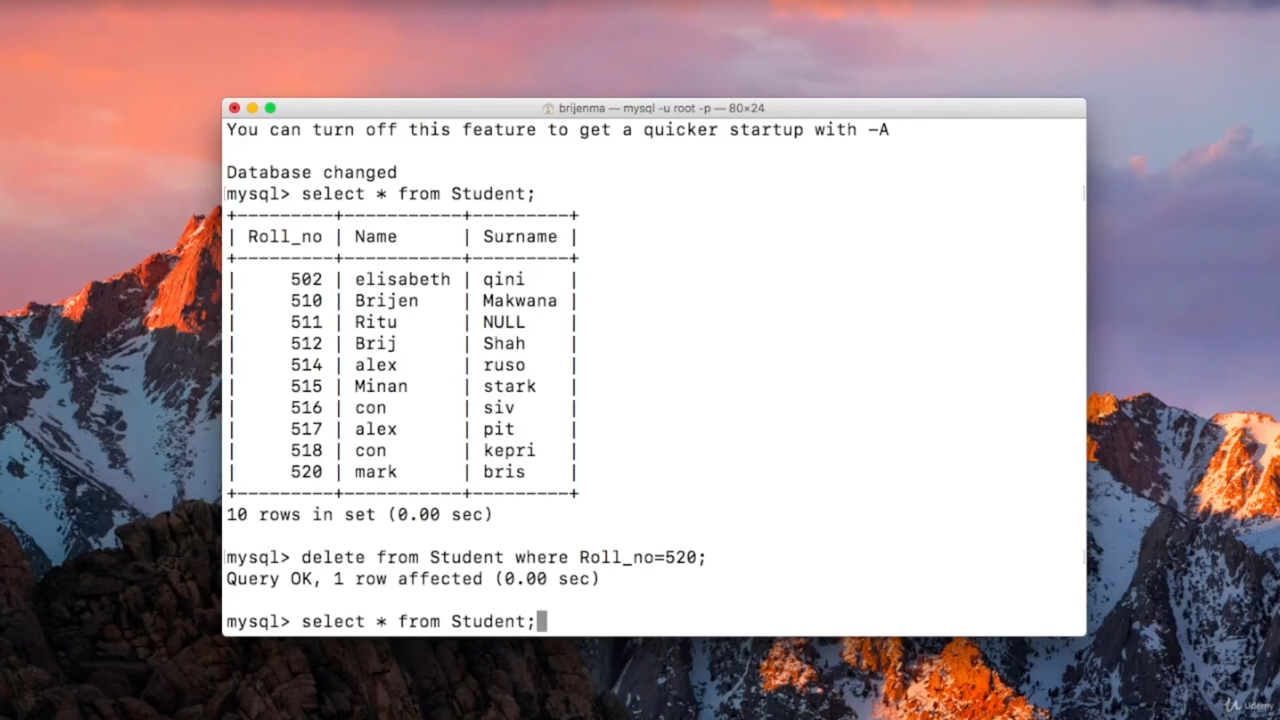 brijenma — mysql -u root -p — 80×24
You can turn off this feature to get a quicker startup with -A
Database changed
mysql> select * from Student;
+---------+-----------+---------+
| Roll_no | Name      | Surname |
+---------+-----------+---------+
|     502 | elisabeth | qini    |
|     510 | Brijen    | Makwana |
|     511 | Ritu      | NULL    |
|     512 | Brij      | Shah    |
|     514 | alex      | ruso    |
|     515 | Minan     | stark   |
|     516 | con       | siv     |
|     517 | alex      | pit     |
|     518 | con       | kepri   |
|     520 | mark      | bris    |
+---------+-----------+---------+
10 rows in set (0.00 sec)
mysql> delete from Student where Roll_no=520;
Query OK, 1 row affected (0.00 sec)
mysql> select * from Student;
Udemy